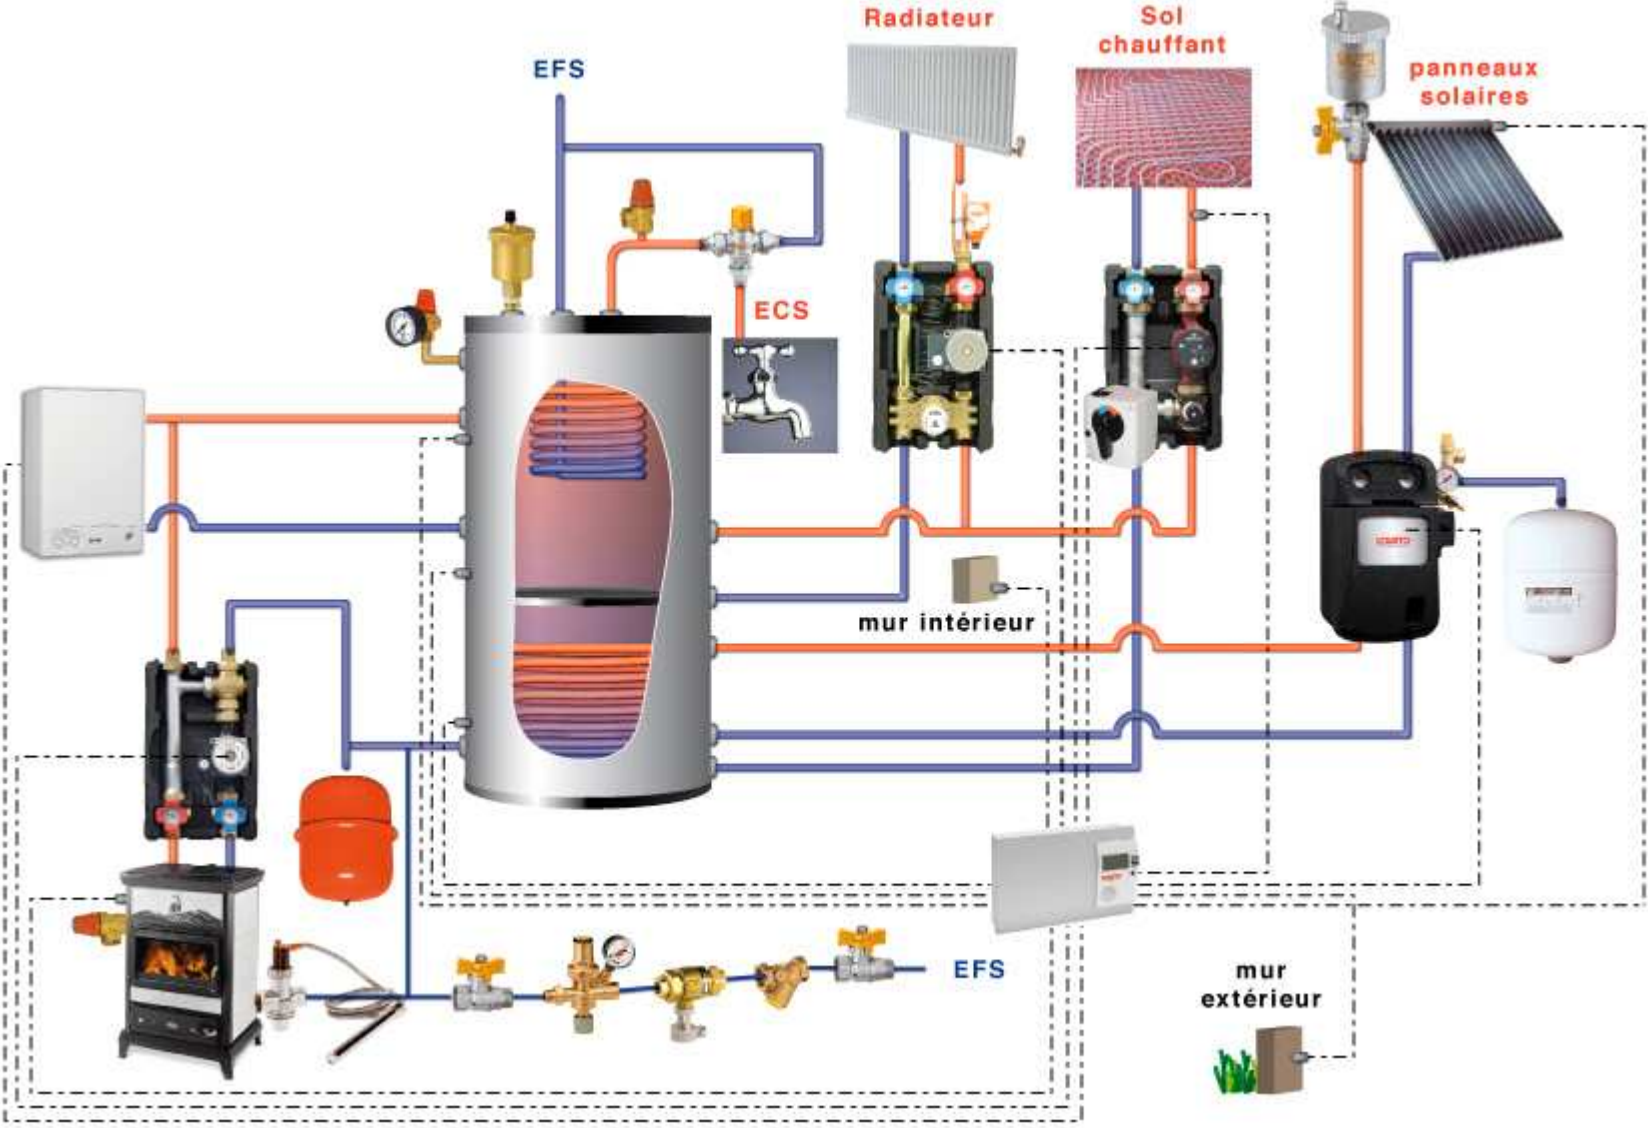 Radiateur
Sol
chauffant
panneaux
solaires
EFS
ECS
mur intérieur
EFS
mur
extérieur